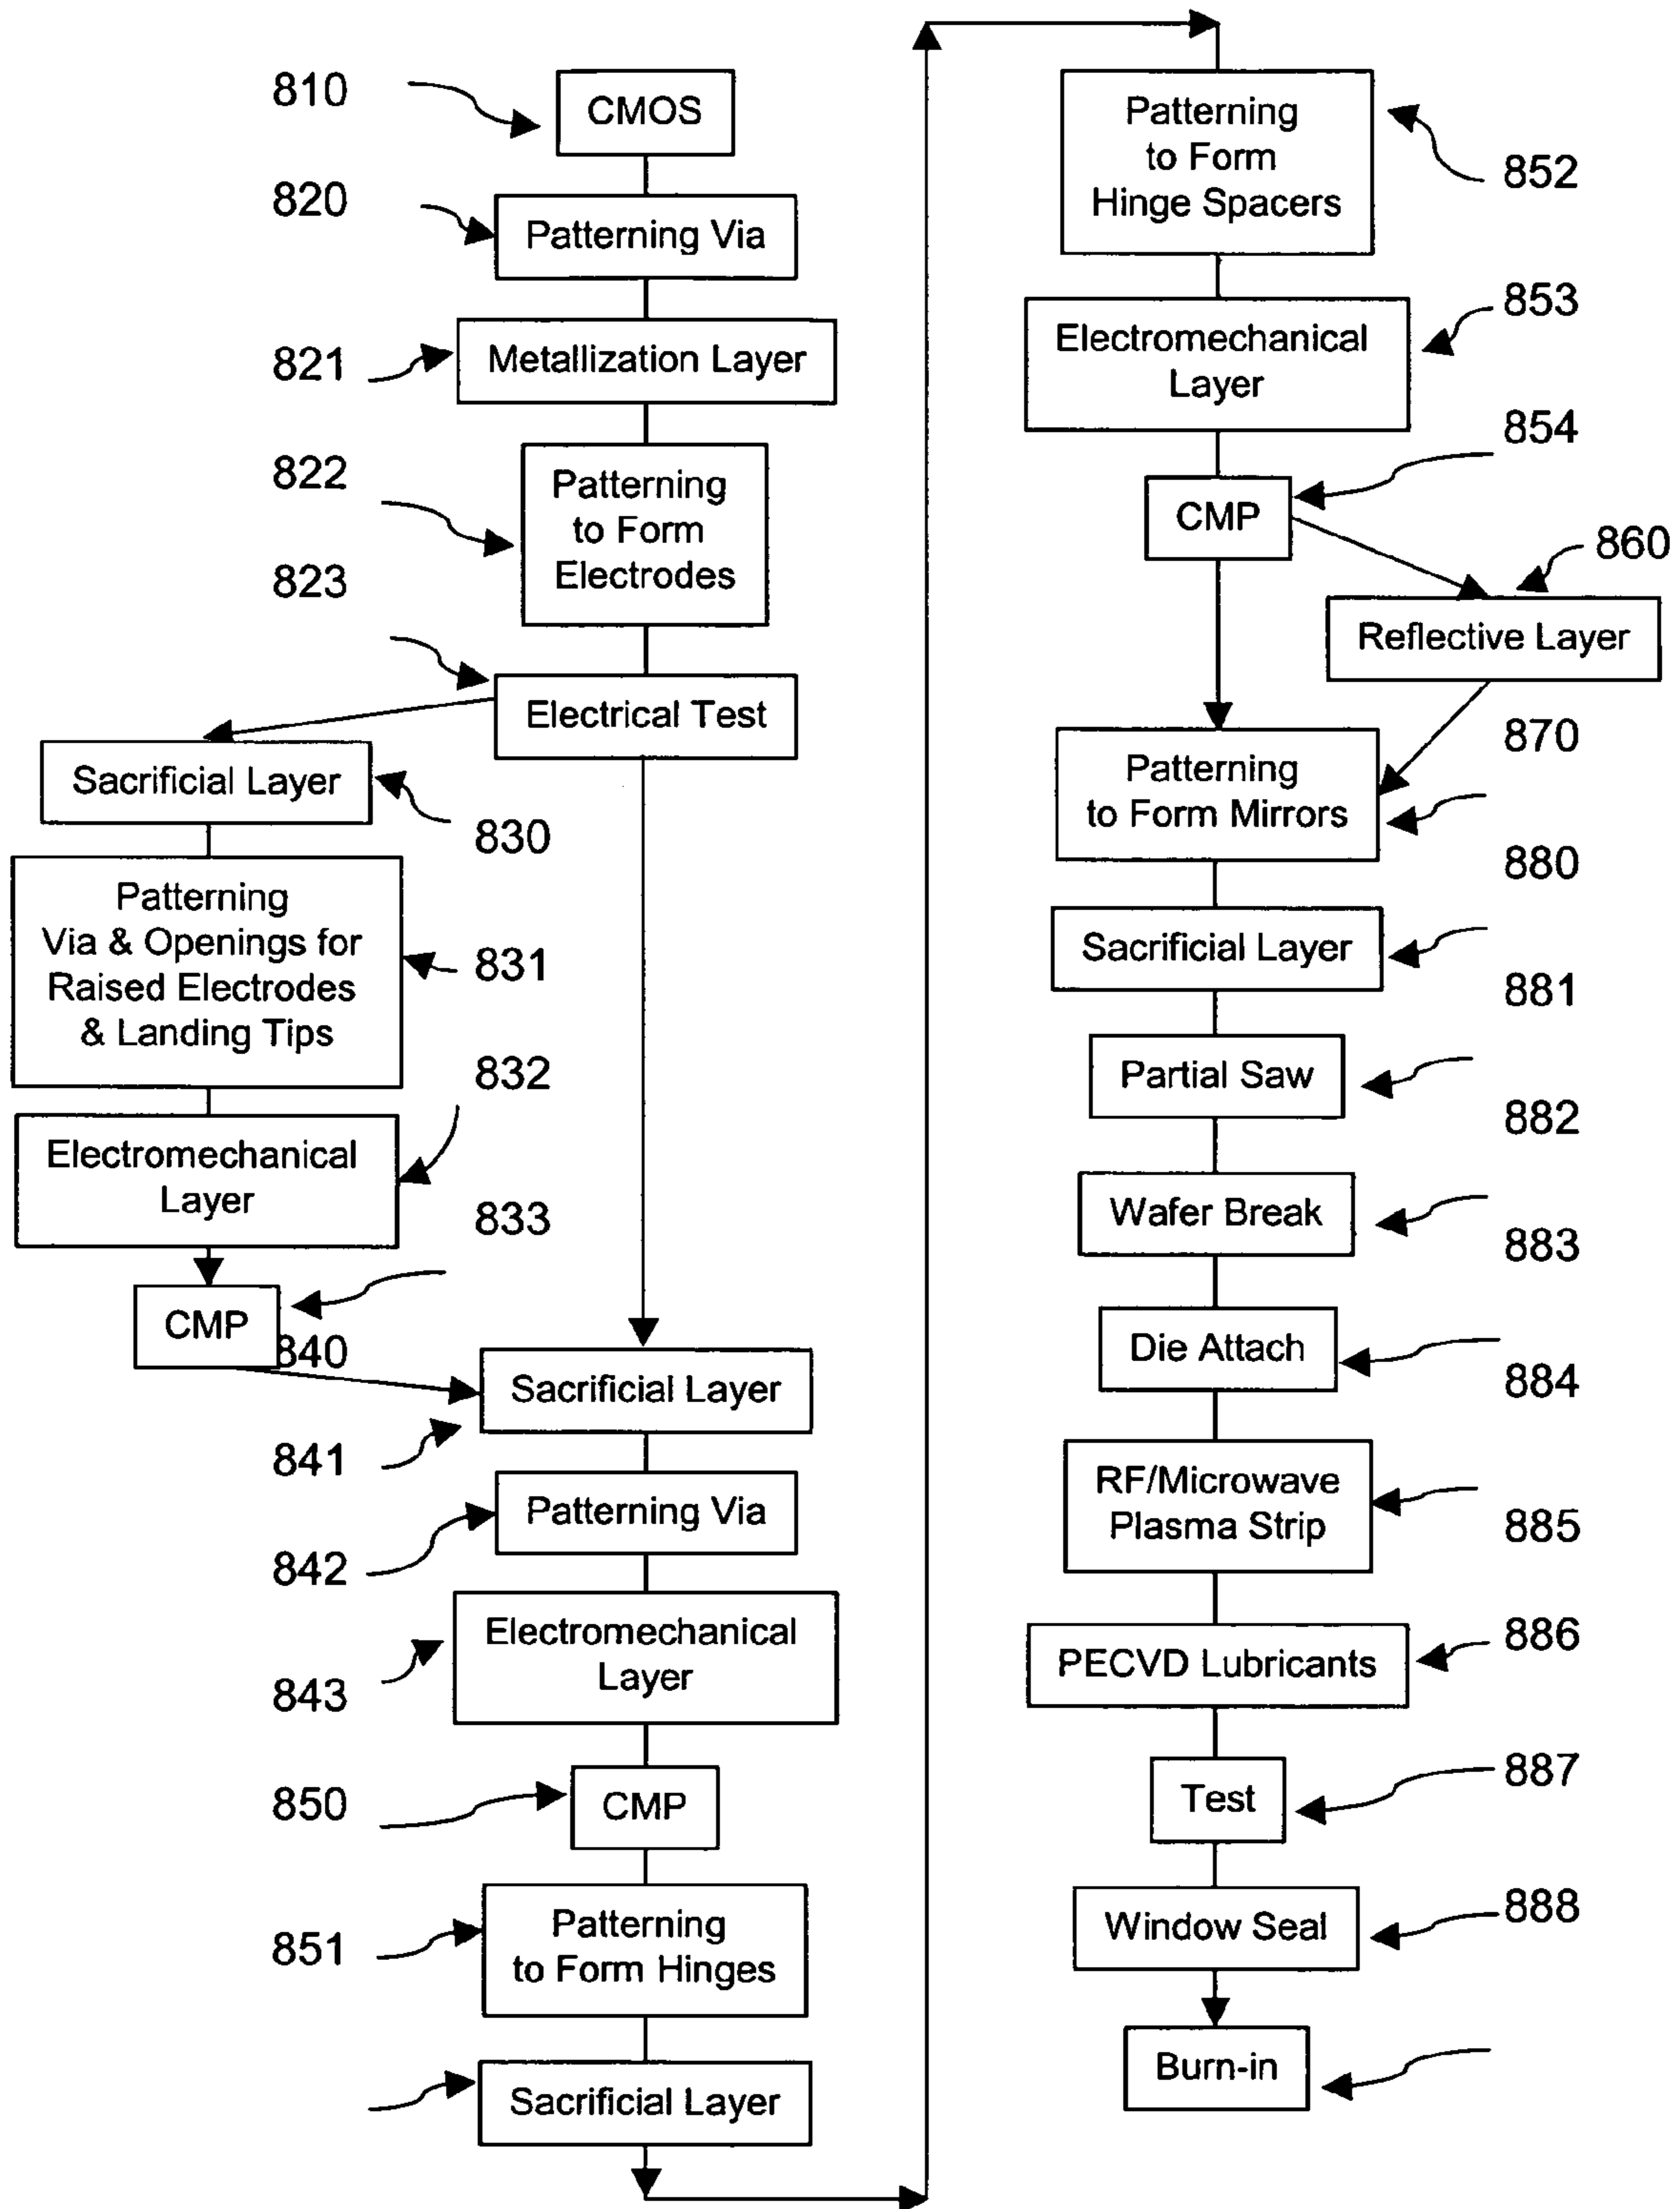 810
CMOS
820
Patterning Via
821
Metallization Layer
822
Patterning
to Form
Electrodes
823
Electrical Test
Sacrificial Layer
830
Patterning
Via & Openings for
Raised Electrodes
& Landing Tips
831
832
Electromechanical
Layer
833
CMP
840
Sacrificial Layer
841
Patterning Via
842
Electromechanical
Layer
843
850
CMP
851
Patterning
to Form Hinges
Sacrificial Layer
Patterning
to Form
Hinge Spacers
852
853
Electromechanical
Layer
854
CMP
860
Reflective Layer
870
Patterning
to Form Mirrors
880
Sacrificial Layer
881
Partial Saw
882
Wafer Break
883
Die Attach
884
RF/Microwave
Plasma Strip
885
886
PECVD Lubricants
887
Test
888
Window Seal
Burn-in